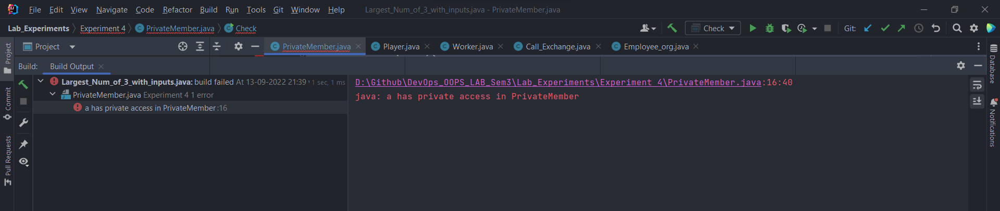 File Edit View Navigate Code Refactor Build Run Tools Git Window Help Largest_Num_of_3_with_inputs.java - PrivateMember.java
Lab_Experiments Experiment 4 PrivateMember.java Check Check Git:
Project PrivateMember.java Player.java Worker.java Call_Exchange.java Employee_org.java
Build: Build Output
Largest_Num_of_3_with_inputs.java: build failed At 13-09-2022 21:39 1 sec, 1 ms
PrivateMember.java Experiment 4 1 error
a has private access in PrivateMember :16
D:\Github\DevOps_OOPS_LAB_Sem3\Lab_Experiments\Experiment 4\PrivateMember.java:16:40
java: a has private access in PrivateMember
Project
Commit
Pull Requests
Database
Notifications